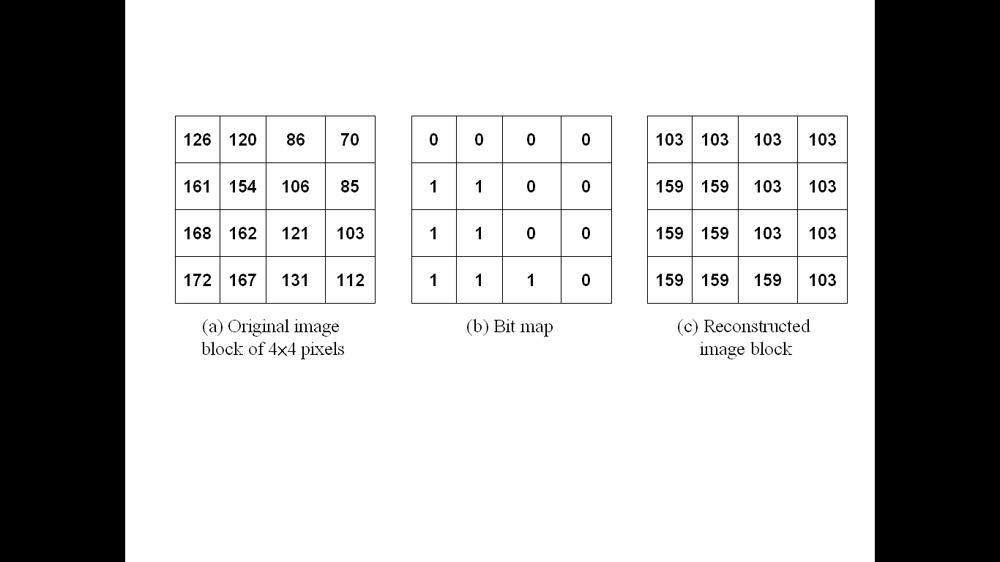 126 120 86 70 0 0 0 0 103 103 103 103
161 154 106 85 1 1 0 0 159 159 103 103
168 162 121 103 1 1 0 0 159 159 103 103
172 167 131 112 1 1 1 0 159 159 159 103
(a) Original image
block of 4×4 pixels
(b) Bit map
(c) Reconstructed
image block